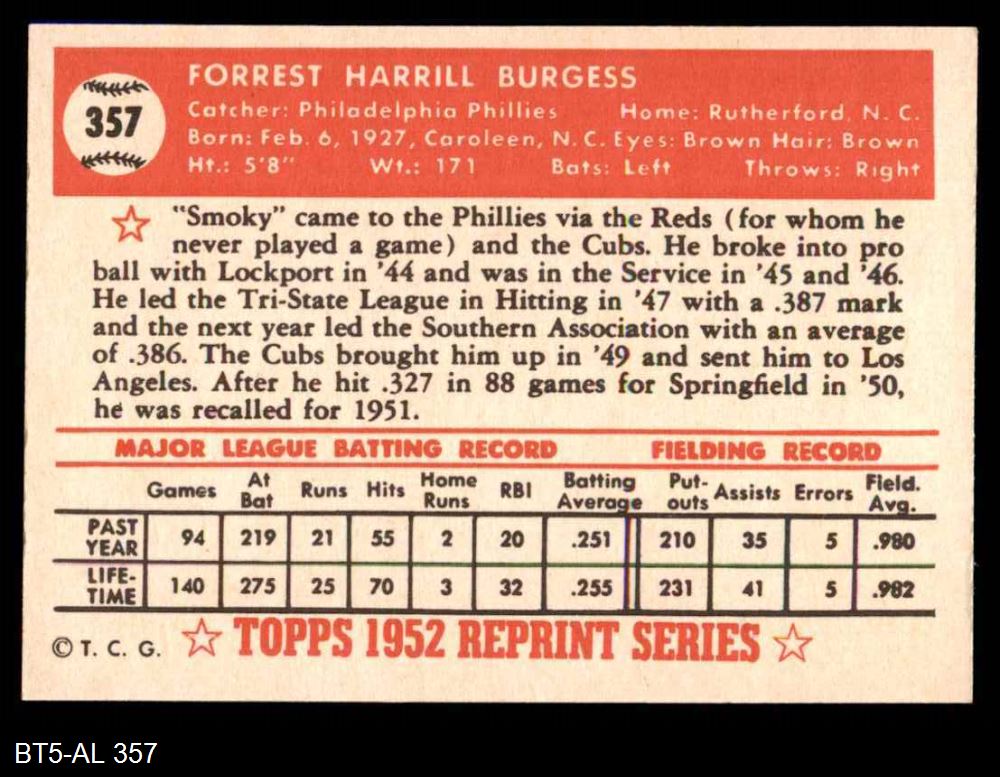 357
FORREST HARRILL BURGESS
Catcher: Philadelphia Phillies Home: Rutherford, N. C.
Born: Feb. 6, 1927, Caroleen, N. C. Eyes: Brown Hair: Brown
Ht.: 5'8" Wt.: 171 Bats: Left Throws: Right
"Smoky" came to the Phillies via the Reds (for whom he
never played a game) and the Cubs. He broke into pro
ball with Lockport in '44 and was in the Service in '45 and '46.
He led the Tri-State League in Hitting in '47 with a .387 mark
and the next year led the Southern Association with an average
of .386. The Cubs brought him up in '49 and sent him to Los
Angeles. After he hit .327 in 88 games for Springfield in '50,
he was recalled for 1951.
MAJOR LEAGUE BATTING RECORD FIELDING RECORD
Games At Bat Runs Hits Home Runs RBI Batting Average Put-outs Assists Errors Field. Avg.
PAST YEAR 94 219 21 55 2 20 .251 210 35 5 .980
LIFE-TIME 140 275 25 70 3 32 .255 231 41 5 .982
© T. C. G. TOPPS 1952 REPRINT SERIES
BT5-AL 357